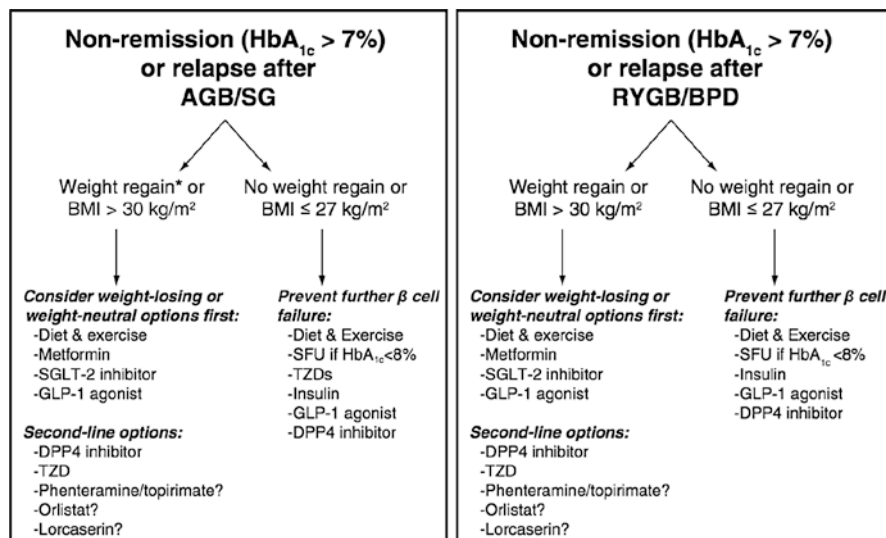 Non-remission (HbA1c > 7%)
or relapse after
AGB/SG
Weight regain* or
BMI > 30 kg/m²
No weight regain or
BMI ≤ 27 kg/m²
Consider weight-losing or
weight-neutral options first:
-Diet & exercise
-Metformin
-SGLT-2 inhibitor
-GLP-1 agonist
Second-line options:
-DPP4 inhibitor
-TZD
-Phenteramine/topirimate?
-Orlistat?
-Lorcaserin?
Prevent further β cell
failure:
-Diet & Exercise
-SFU if HbA1c<8%
-TZDs
-Insulin
-GLP-1 agonist
-DPP4 inhibitor
Non-remission (HbA1c > 7%)
or relapse after
RYGB/BPD
Weight regain or
BMI > 30 kg/m²
No weight regain or
BMI ≤ 27 kg/m²
Consider weight-losing or
weight-neutral options first:
-Diet & exercise
-Metformin
-SGLT-2 inhibitor
-GLP-1 agonist
Second-line options:
-DPP4 inhibitor
-TZD
-Phenteramine/topirimate?
-Orlistat?
-Lorcaserin?
Prevent further β cell
failure:
-Diet & Exercise
-SFU if HbA1c<8%
-Insulin
-GLP-1 agonist
-DPP4 inhibitor